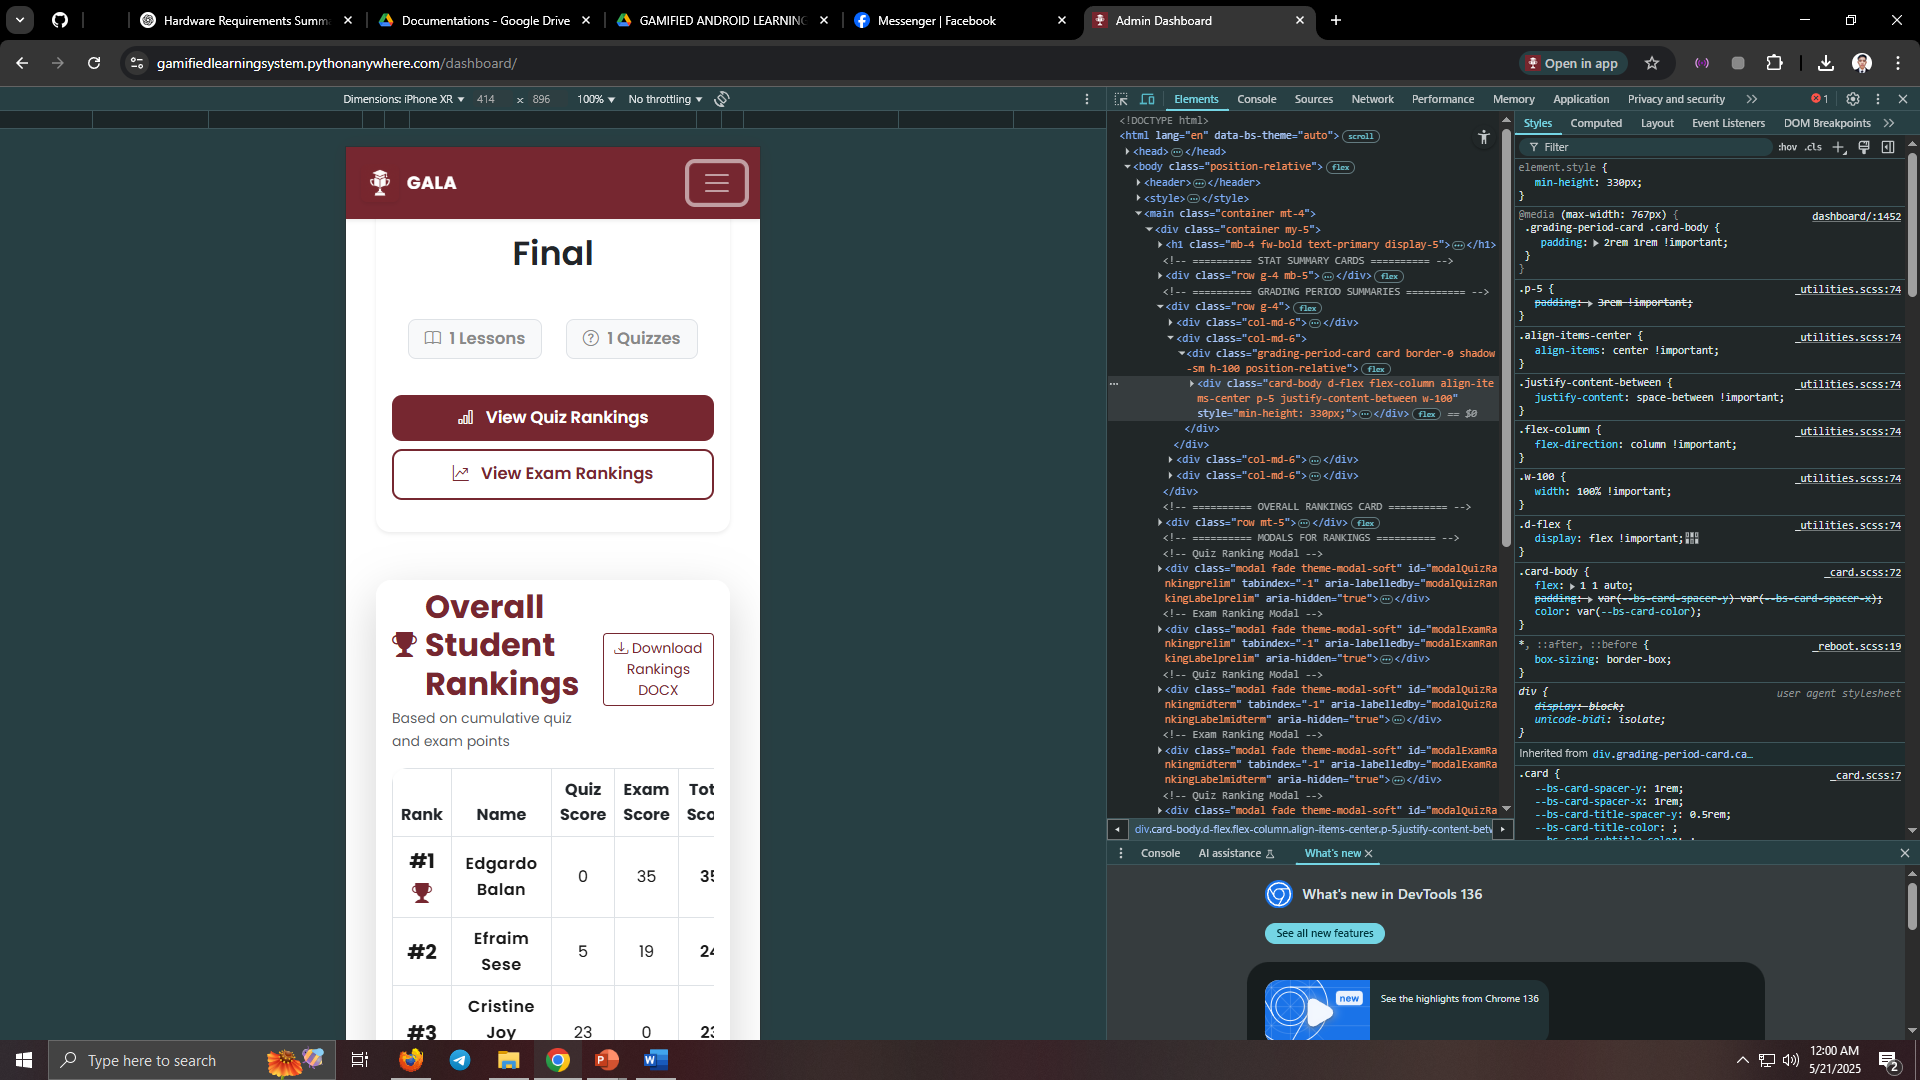 Hardware Requirements Summ
Documentations - Google Drive
GAMIFIED ANDROID LEARNING
Messenger | Facebook
Admin Dashboard
gamifiedlearningsystem.pythonanywhere.com/dashboard/
Open in app
Dimensions: iPhone XR 414 × 896 100% No throttling
GALA
Final
1 Lessons
1 Quizzes
View Quiz Rankings
View Exam Rankings
Overall
Student
Rankings
Download
Rankings
DOCX
Based on cumulative quiz
and exam points
Rank Name Quiz Score Exam Score Tot Sco
#1 Edgardo Balan 0 35 35
#2 Efraim Sese 5 19 24
#3 Cristine Joy 23 0 23
Elements Console Sources Network Performance Memory Application Privacy and security 1
<!DOCTYPE html>
<html lang="en" data-bs-theme="auto"> scroll
<head> </head>
<body class="position-relative"> flex
<header> </header>
<style> </style>
<main class="container mt-4">
<div class="container my-5">
<h1 class="mb-4 fw-bold text-primary display-5"> </h1>
<!-- ========== STAT SUMMARY CARDS ========== -->
<div class="row g-4 mb-5"> </div> flex
<!-- ========== GRADING PERIOD SUMMARIES ========== -->
<div class="row g-4"> flex
<div class="col-md-6"> </div>
<div class="col-md-6">
<div class="grading-period-card card border-0 shadow
-sm h-100 position-relative"> flex
<div class="card-body d-flex flex-column align-ite
ms-center p-5 justify-content-between w-100"
style="min-height: 330px;"> </div> flex == $0
</div>
</div>
<div class="col-md-6"> </div>
<div class="col-md-6"> </div>
</div>
<!-- ========== OVERALL RANKINGS CARD ========== -->
<div class="row mt-5"> </div> flex
<!-- ========== MODALS FOR RANKINGS ========== -->
<!-- Quiz Ranking Modal -->
<div class="modal fade theme-modal-soft" id="modalQuizRa
nkingprelim" tabindex="-1" aria-labelledby="modalQuizRan
kingLabelprelim" aria-hidden="true"> </div>
<!-- Exam Ranking Modal -->
<div class="modal fade theme-modal-soft" id="modalExamRa
nkingprelim" tabindex="-1" aria-labelledby="modalExamRan
kingLabelprelim" aria-hidden="true"> </div>
<!-- Quiz Ranking Modal -->
<div class="modal fade theme-modal-soft" id="modalQuizRa
nkingmidterm" tabindex="-1" aria-labelledby="modalQuizRa
nkingLabelmidterm" aria-hidden="true"> </div>
<!-- Exam Ranking Modal -->
<div class="modal fade theme-modal-soft" id="modalExamRa
nkingmidterm" tabindex="-1" aria-labelledby="modalExamRa
nkingLabelmidterm" aria-hidden="true"> </div>
<!-- Quiz Ranking Modal -->
<div class="modal fade theme-modal-soft" id="modalQuizRa
div.card-body.d-flex.flex-column.align-items-center.p-5.justify-content-betw
Styles Computed Layout Event Listeners DOM Breakpoints
Filter :hov .cls
element.style {
min-height: 330px;
}
@media (max-width: 767px) { dashboard/:1452
.grading-period-card .card-body {
padding: 2rem 1rem !important;
}
}
.p-5 { _utilities.scss:74
padding: 3rem !important;
}
.align-items-center { _utilities.scss:74
align-items: center !important;
}
.justify-content-between { _utilities.scss:74
justify-content: space-between !important;
}
.flex-column { _utilities.scss:74
flex-direction: column !important;
}
.w-100 { _utilities.scss:74
width: 100% !important;
}
.d-flex { _utilities.scss:74
display: flex !important;
}
.card-body { _card.scss:72
flex: 1 1 auto;
padding: var(--bs-card-spacer-y) var(--bs-card-spacer-x);
color: var(--bs-card-color);
}
*, ::after, ::before { _reboot.scss:19
box-sizing: border-box;
}
div { user agent stylesheet
display: block;
unicode-bidi: isolate;
}
Inherited from div.grading-period-card.ca…
.card { _card.scss:7
--bs-card-spacer-y: 1rem;
--bs-card-spacer-x: 1rem;
--bs-card-title-spacer-y: 0.5rem;
--bs-card-title-color: ;
--bs-card-subtitle-color: ;
Console AI assistance What's new
What's new in DevTools 136
See all new features
new
See the highlights from Chrome 136
Type here to search
12:00 AM
5/21/2025
2